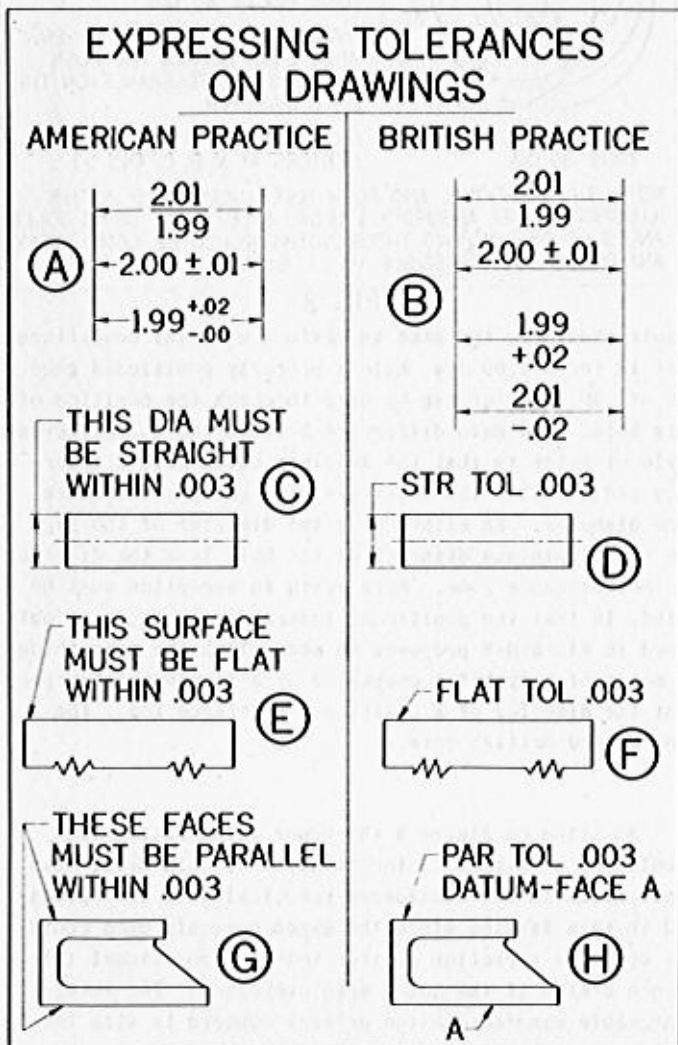 EXPRESSING TOLERANCES
ON DRAWINGS
AMERICAN PRACTICE
2.01
1.99
A
2.00 ±.01
1.99 +.02
-.00
THIS DIA MUST
BE STRAIGHT
WITHIN .003
C
THIS SURFACE
MUST BE FLAT
WITHIN .003
E
THESE FACES
MUST BE PARALLEL
WITHIN .003
G
BRITISH PRACTICE
2.01
1.99
2.00 ±.01
B
1.99
+.02
2.01
-.02
STR TOL .003
D
FLAT TOL .003
F
PAR TOL .003
DATUM-FACE A
H
A